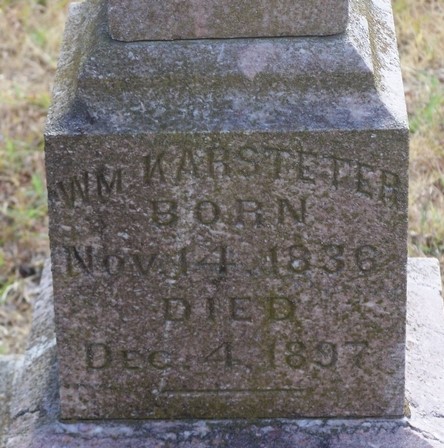 WM KARSTETER
BORN
Nov. 14. 1836
DIED
Dec. 4. 1897